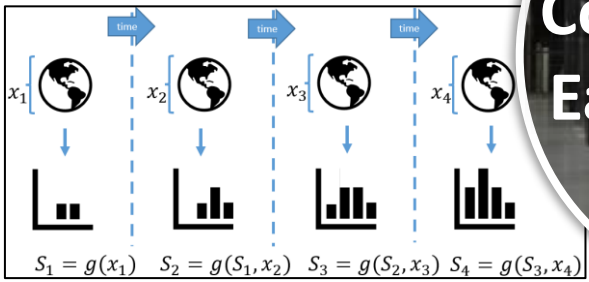 time time time
x₁ x₂ x₃ x₄
S₁ = g(x₁) S₂ = g(S₁, x₂) S₃ = g(S₂, x₃) S₄ = g(S₃, x₄)